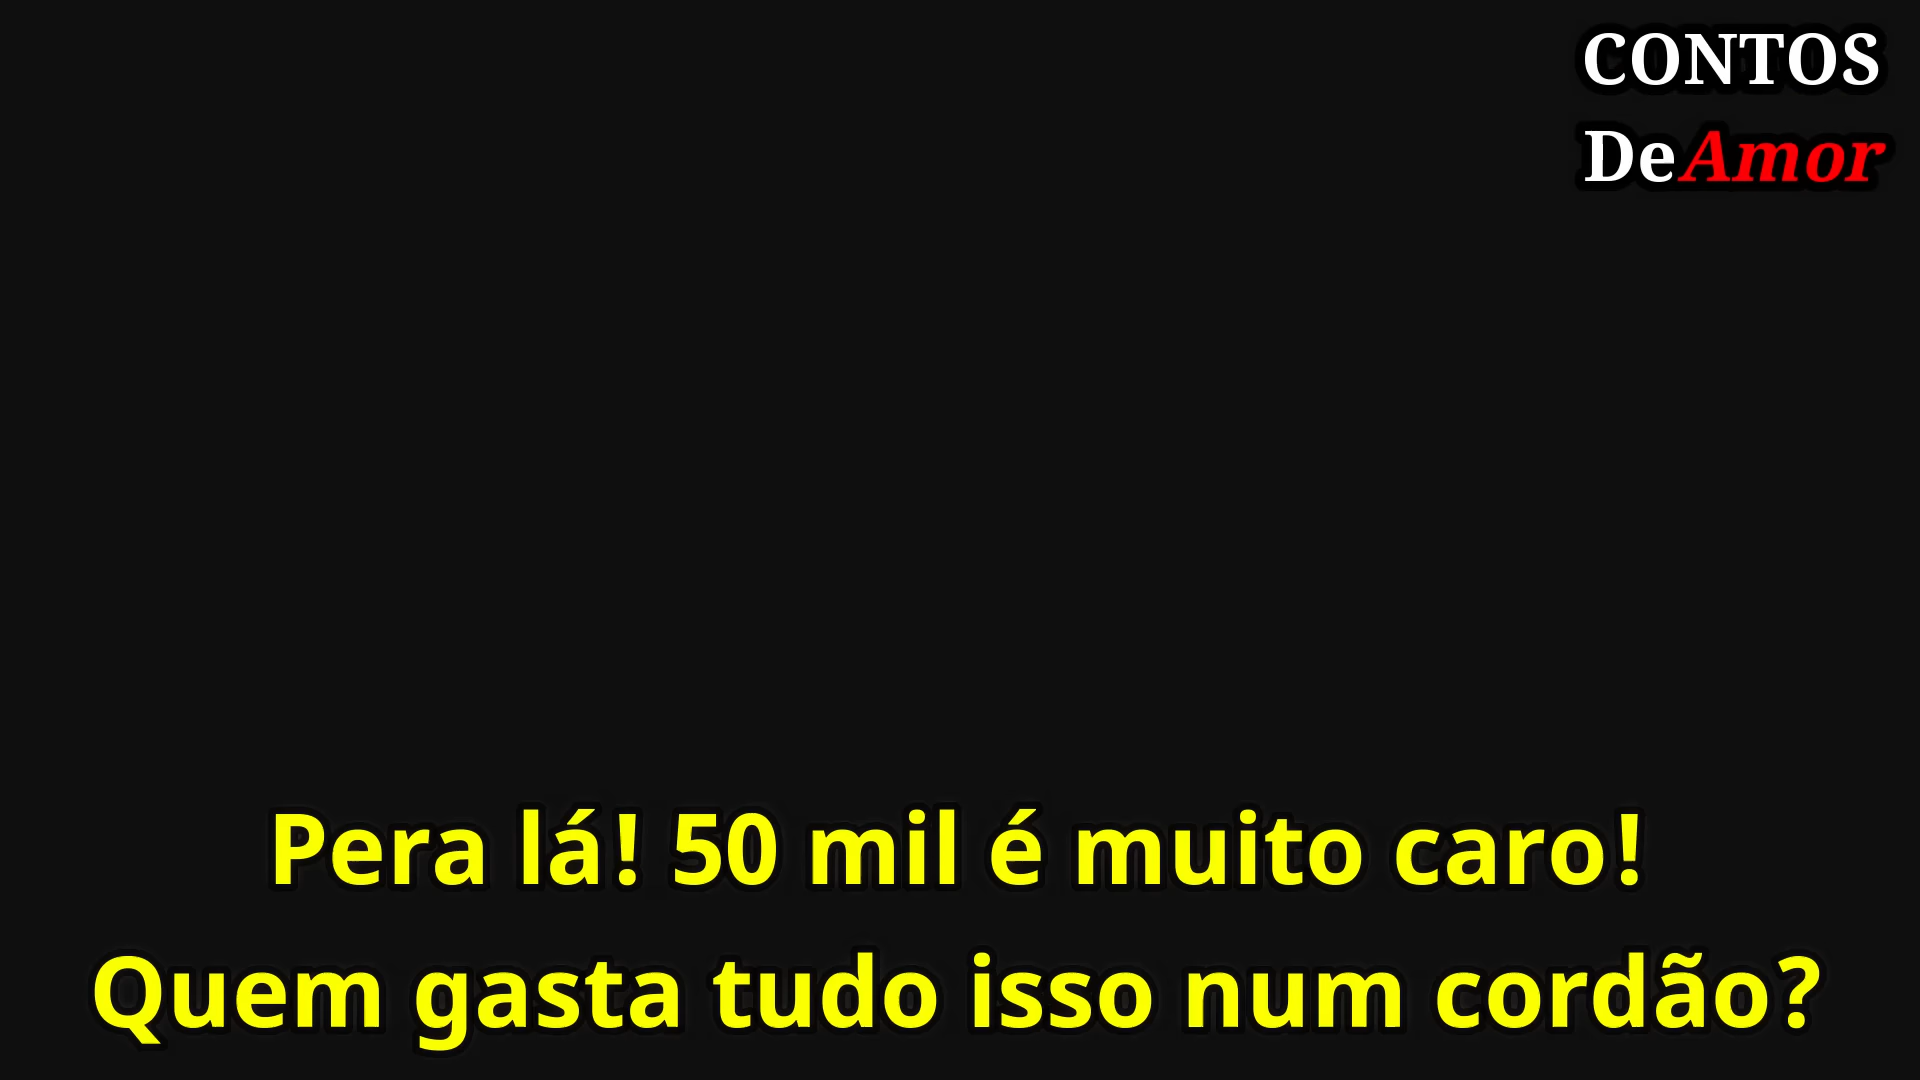 CONTOS
DeAmor
Pera lá! 50 mil é muito caro!
Quem gasta tudo isso num cordão?